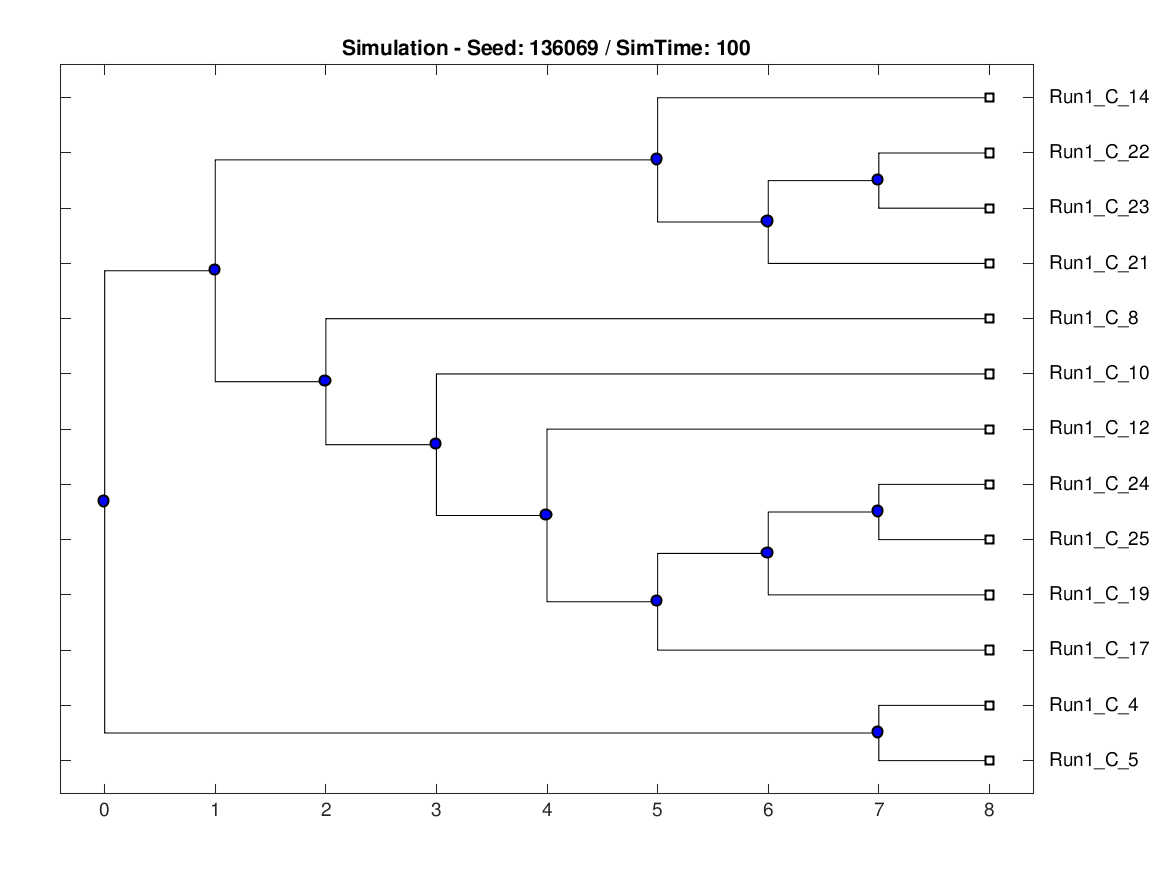 Simulation - Seed: 136069 / SimTime: 100
Run1_C_14
Run1_C_22
Run1_C_23
Run1_C_21
Run1_C_8
Run1_C_10
Run1_C_12
Run1_C_24
Run1_C_25
Run1_C_19
Run1_C_17
Run1_C_4
Run1_C_5
0 1 2 3 4 5 6 7 8